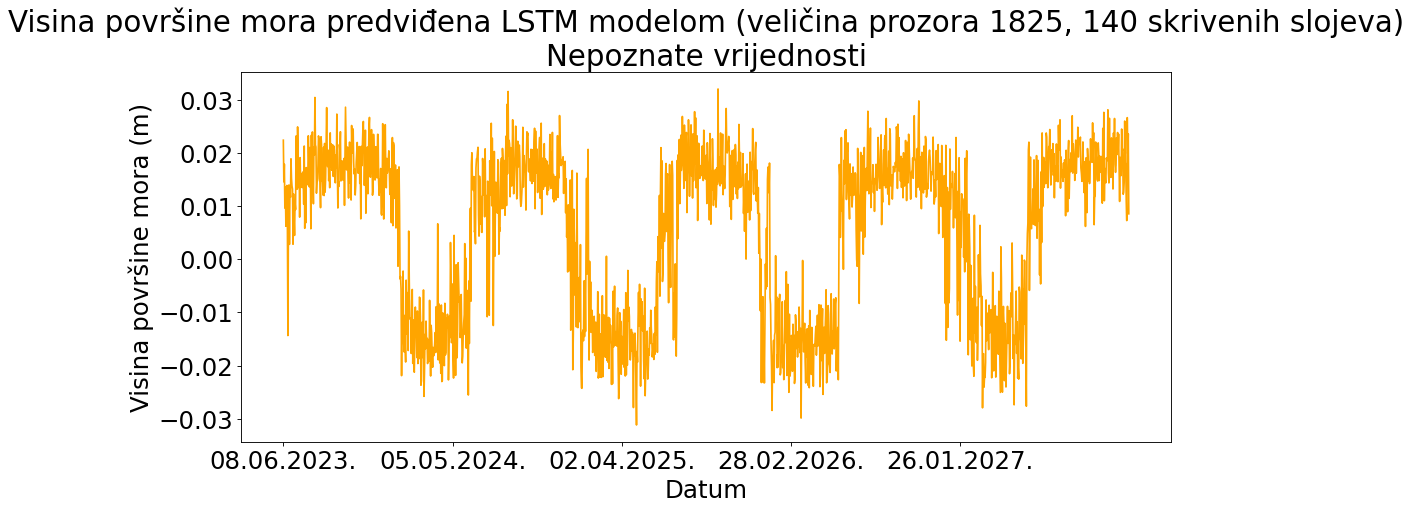 Visina površine mora predviđena LSTM modelom (veličina prozora 1825, 140 skrivenih slojeva)
Nepoznate vrijednosti
Visina površine mora (m)
0.03
0.02
0.01
0.00
−0.01
−0.02
−0.03
08.06.2023. 05.05.2024. 02.04.2025. 28.02.2026. 26.01.2027.
Datum